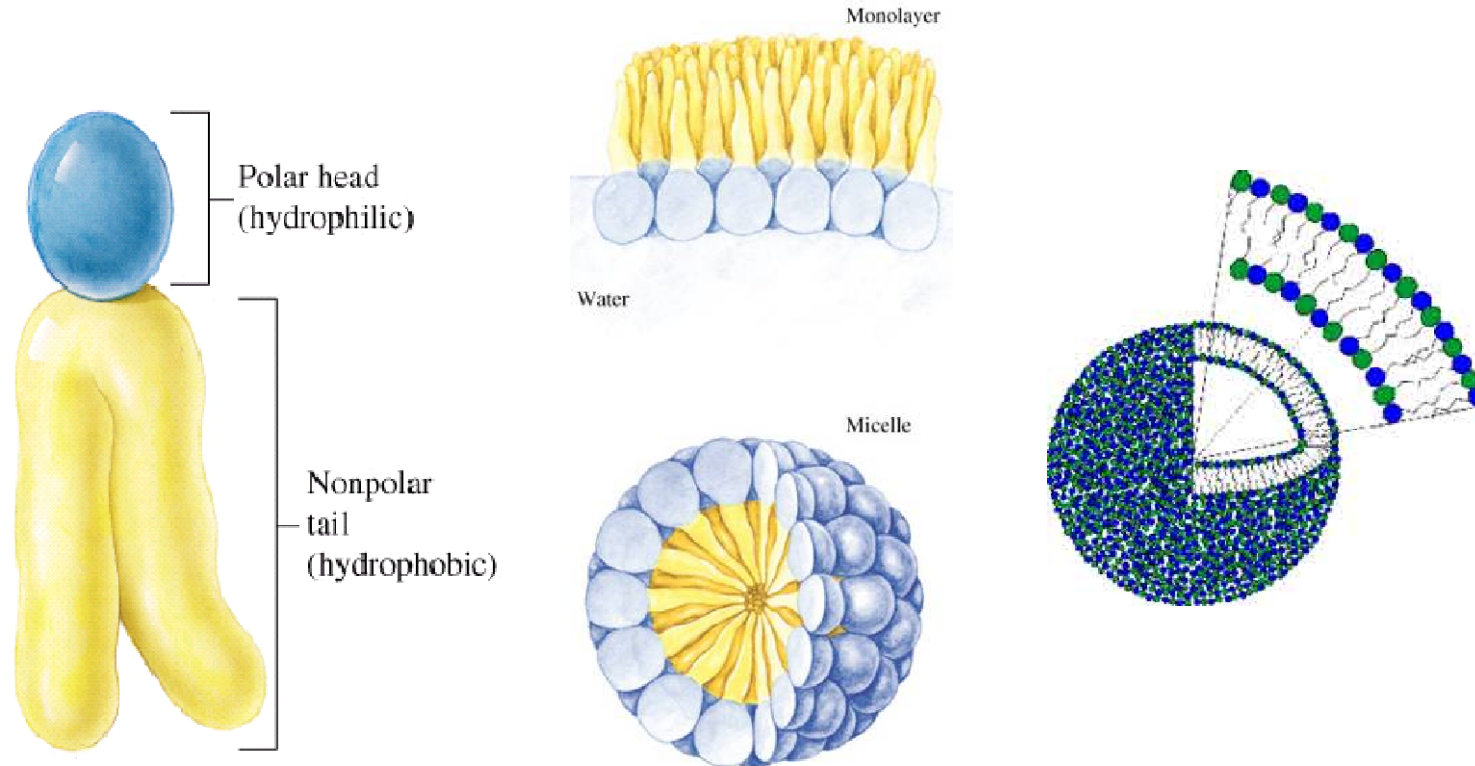 Polar head
(hydrophilic)
Nonpolar
tail
(hydrophobic)
Monolayer
Water
Micelle